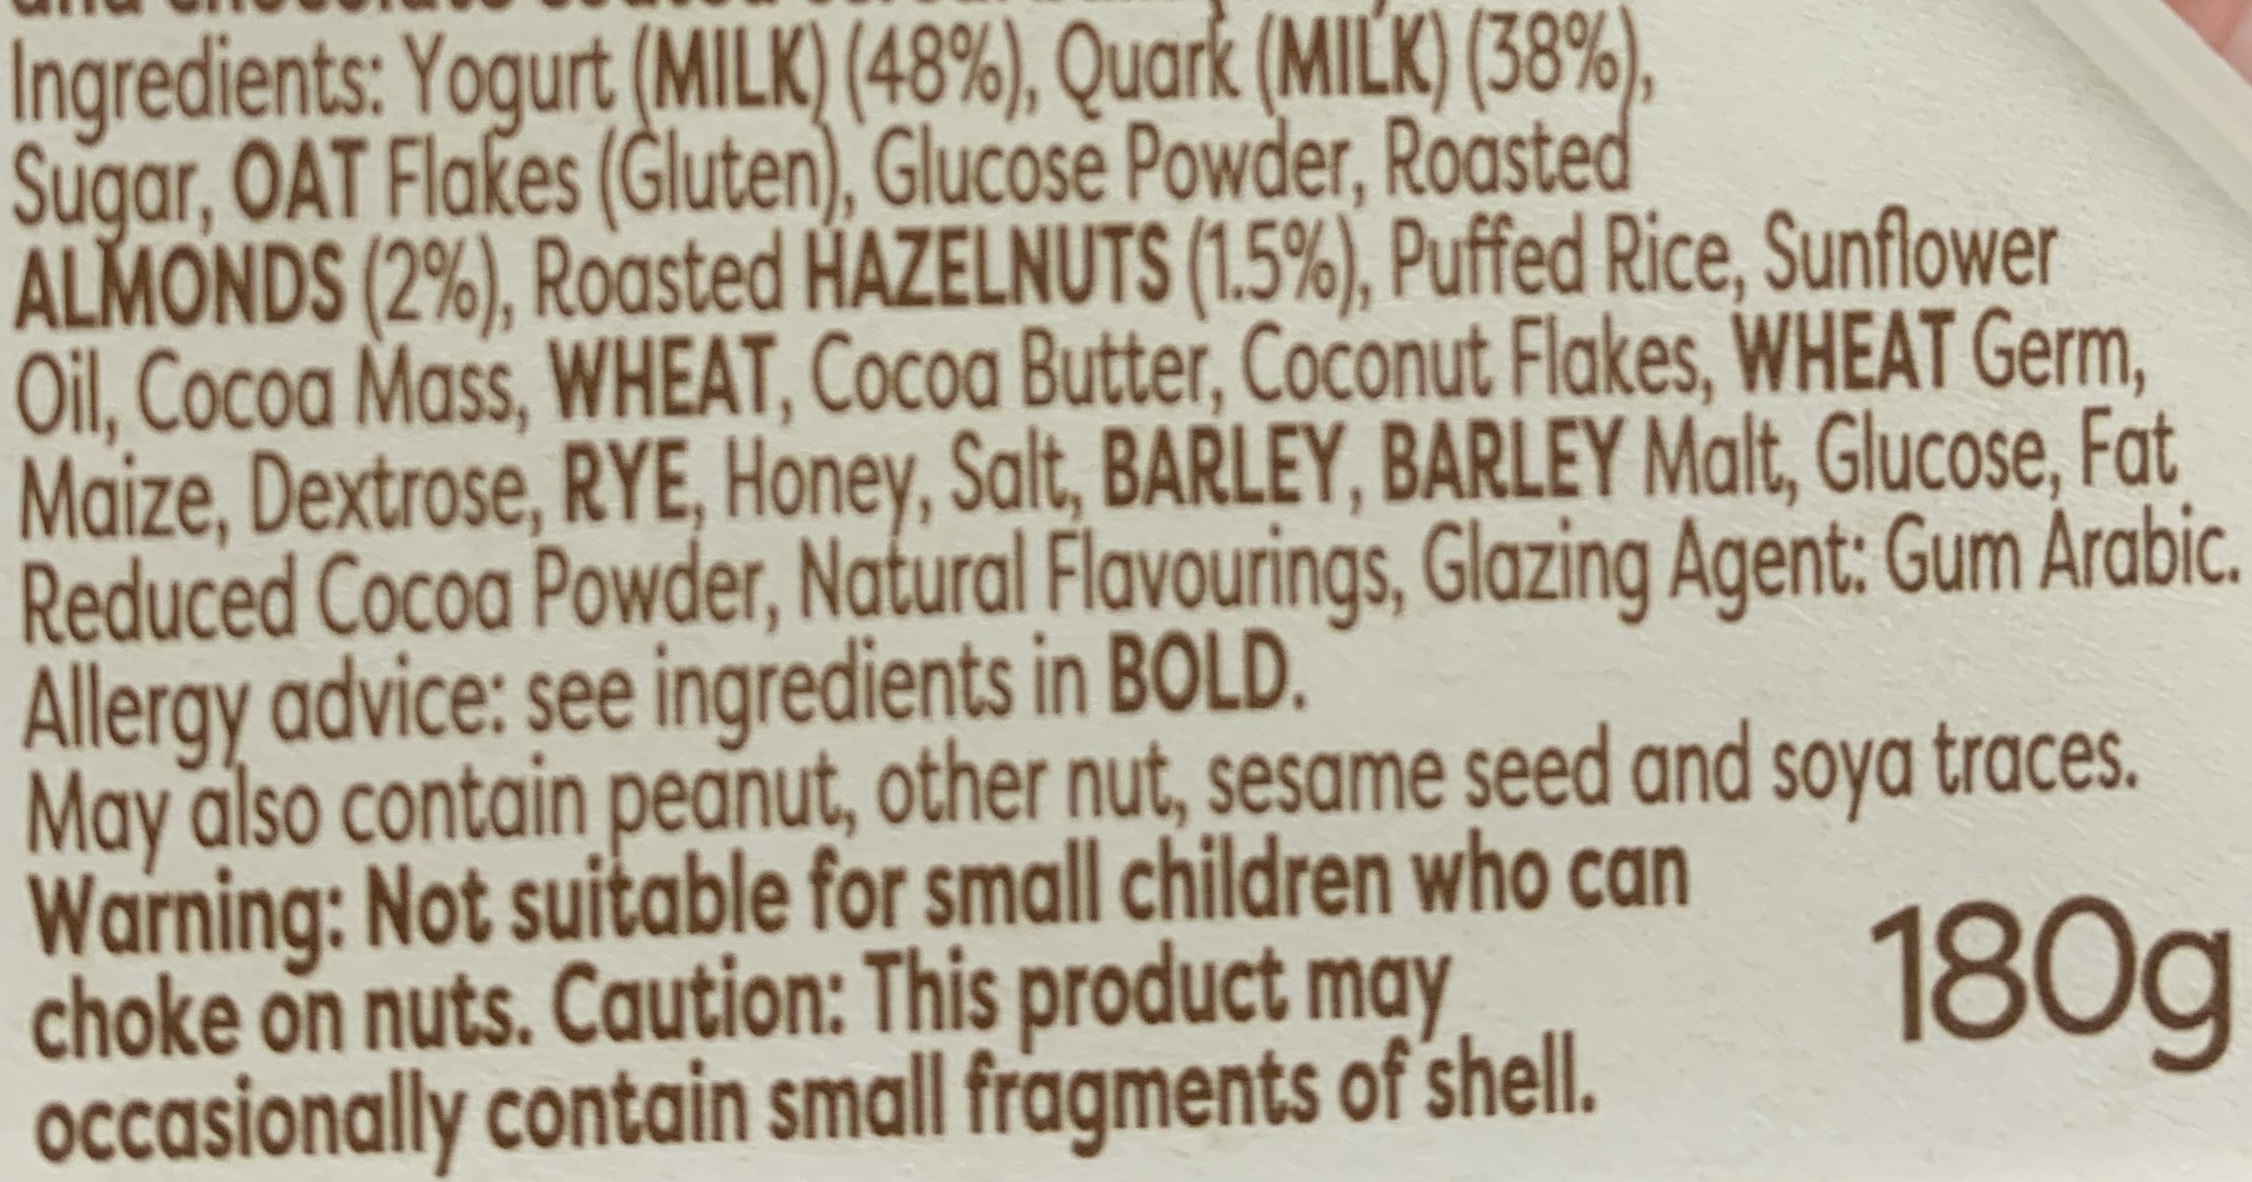 and chocolate coated cereal
Ingredients: Yogurt (MILK) (48%), Quark (MILK) (38%),
Sugar, OAT Flakes (Gluten), Glucose Powder, Roasted
ALMONDS (2%), Roasted HAZELNUTS (1.5%), Puffed Rice, Sunflower
Oil, Cocoa Mass, WHEAT, Cocoa Butter, Coconut Flakes, WHEAT Germ,
Maize, Dextrose, RYE, Honey, Salt, BARLEY, BARLEY Malt, Glucose, Fat
Reduced Cocoa Powder, Natural Flavourings, Glazing Agent: Gum Arabic.
Allergy advice: see ingredients in BOLD.
May also contain peanut, other nut, sesame seed and soya traces.
Warning: Not suitable for small children who can
choke on nuts. Caution: This product may
occasionally contain small fragments of shell.
180g